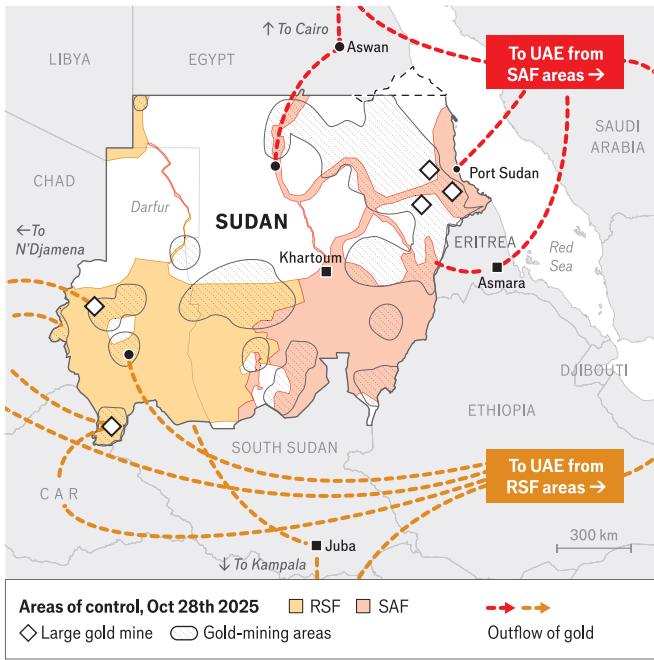 ↑ To Cairo
Aswan
LIBYA
EGYPT
To UAE from
SAF areas →
SAUDI
ARABIA
CHAD
Port Sudan
Darfur
SUDAN
←To
N'Djamena
Khartoum
ERITREA
Red
Sea
Asmara
DJIBOUTI
ETHIOPIA
SOUTH SUDAN
To UAE from
RSF areas →
CAR
300 km
Juba
↓ To Kampala
Areas of control, Oct 28th 2025 RSF SAF
Large gold mine Gold-mining areas Outflow of gold